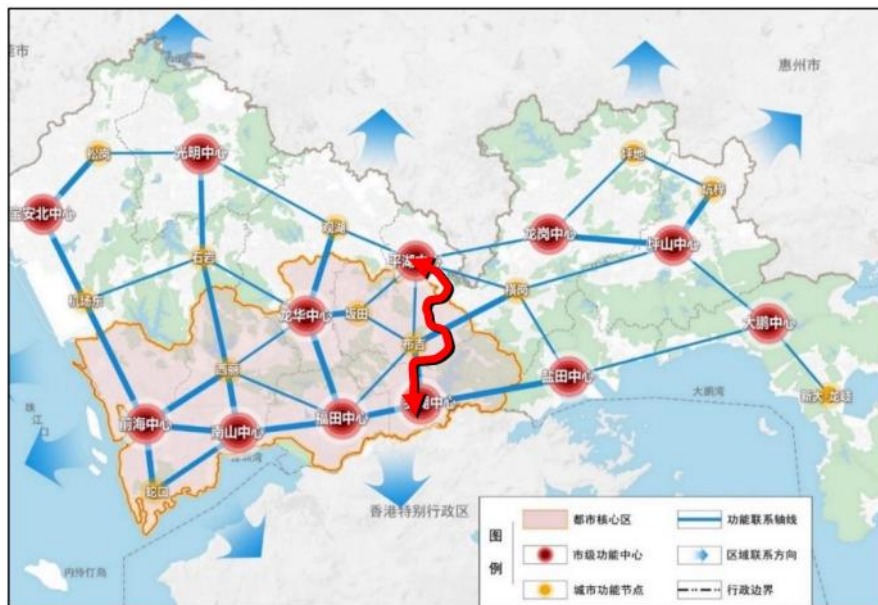 莞市
惠州市
松岗
光明中心
坪地
坑梓
宝安北中心
观湖
龙岗中心
坪山中心
石岩
平湖中心
机场东
坂田
横岗
龙华中心
布吉
大鹏中心
西丽
盐田中心
大鹏湾
新大 龙岐
珠江口
前海中心
南山中心
福田中心
中心
蛇口
香港特别行政区
内伶仃岛
图例
都市核心区
功能联系轴线
市级功能中心
区域联系方向
城市功能节点
行政边界